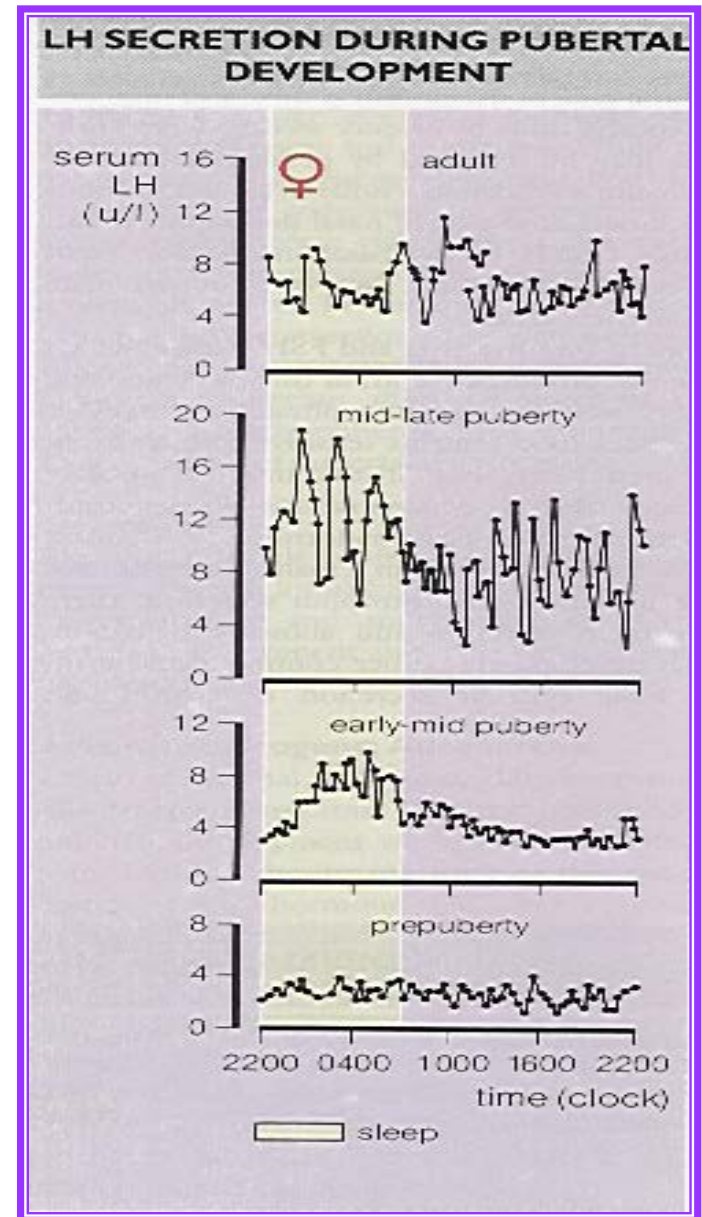 LH SECRETION DURING PUBERTAL
DEVELOPMENT
serum
LH
(u/l)
16
12
8
4
0
♀
adult
20
16
12
8
4
0
mid-late puberty
12
8
4
0
early-mid puberty
8
4
0
prepuberty
2200 0400 1000 1600 2200
time (clock)
sleep